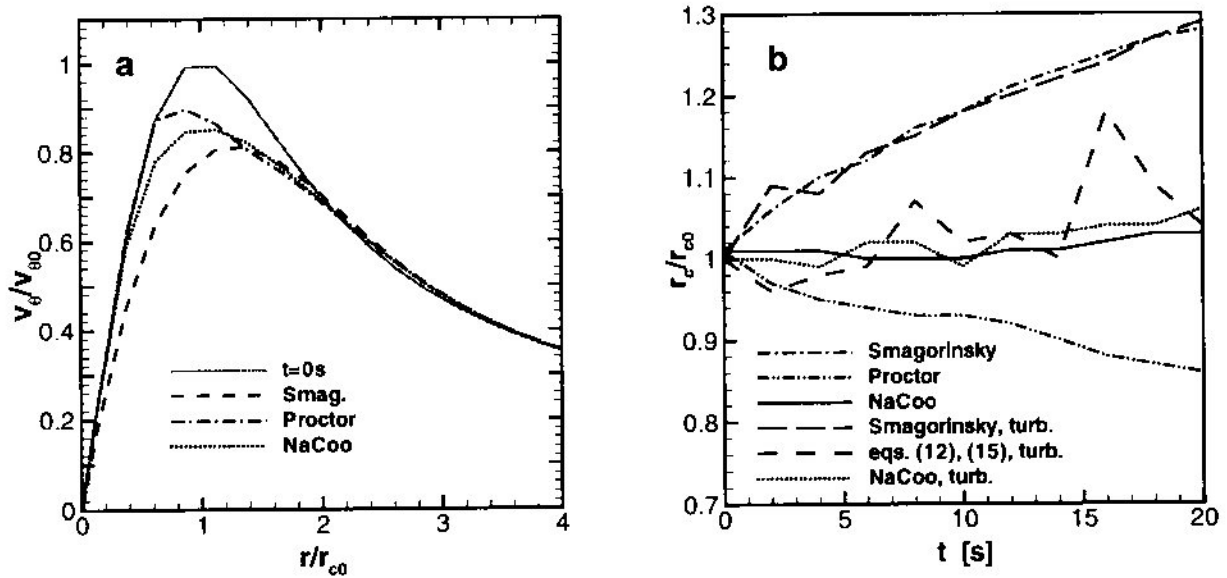 a
1
0.8
0.6
0.4
0.2
0
v_θ/v_θ0
0
1
2
3
4
r/r_c0
t=0s
Smag.
Proctor
NaCoo
b
1.3
1.2
1.1
1
0.9
0.8
0.7
r_c/r_c0
0
5
10
15
20
t [s]
Smagorinsky
Proctor
NaCoo
Smagorinsky, turb.
eqs. (12), (15), turb.
NaCoo, turb.